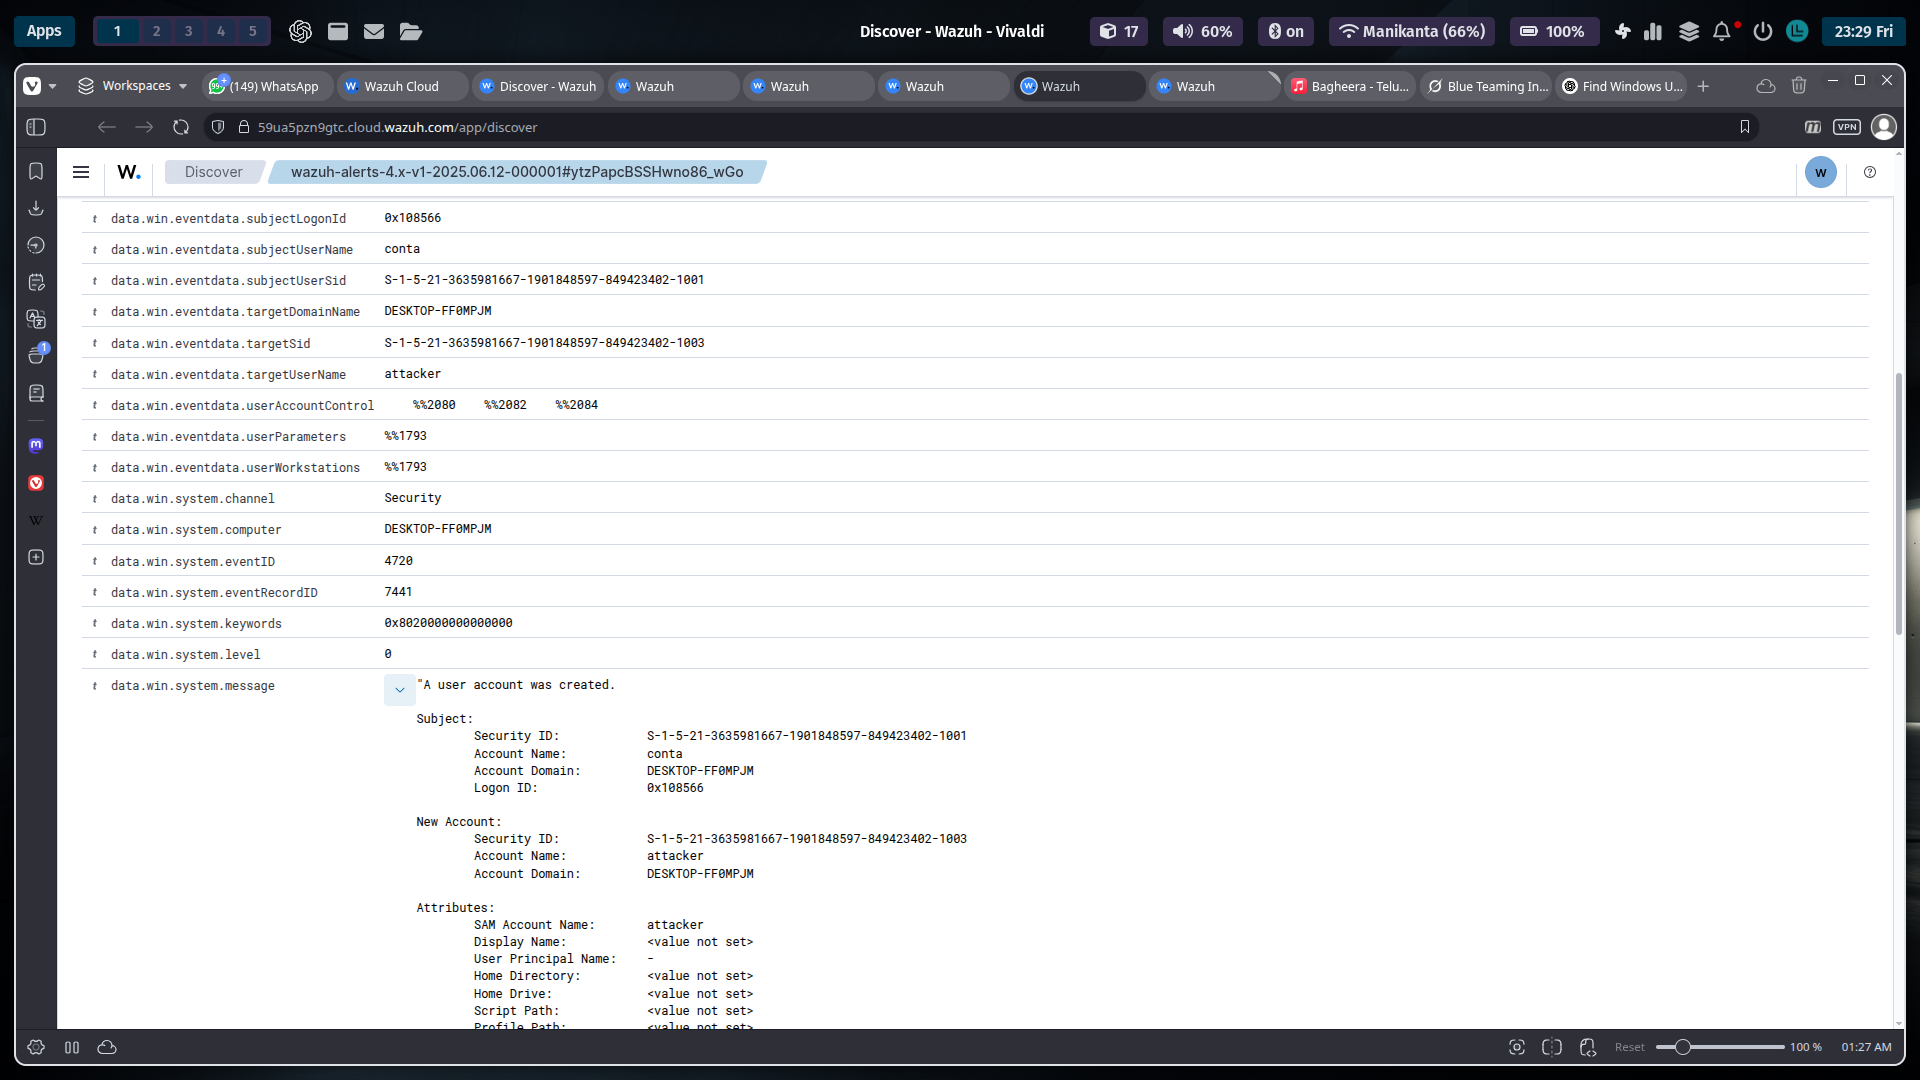 Apps 1 2 3 4 5 Discover - Wazuh - Vivaldi 17 60% on Manikanta (66%) 100% 23:29 Fri
Workspaces (149) WhatsApp Wazuh Cloud Discover - Wazuh Wazuh Wazuh Wazuh Wazuh Wazuh Bagheera - Telu... Blue Teaming In... Find Windows U...
59ua5pzn9gtc.cloud.wazuh.com/app/discover VPN
W. Discover wazuh-alerts-4.x-v1-2025.06.12-000001#ytzPapcBSSHwno86_wGo W
t data.win.eventdata.subjectLogonId 0x108566
t data.win.eventdata.subjectUserName conta
t data.win.eventdata.subjectUserSid S-1-5-21-3635981667-1901848597-849423402-1001
t data.win.eventdata.targetDomainName DESKTOP-FF0MPJM
t data.win.eventdata.targetSid S-1-5-21-3635981667-1901848597-849423402-1003
t data.win.eventdata.targetUserName attacker
t data.win.eventdata.userAccountControl %%2080 %%2082 %%2084
t data.win.eventdata.userParameters %%1793
t data.win.eventdata.userWorkstations %%1793
t data.win.system.channel Security
t data.win.system.computer DESKTOP-FF0MPJM
t data.win.system.eventID 4720
t data.win.system.eventRecordID 7441
t data.win.system.keywords 0x8020000000000000
t data.win.system.level 0
t data.win.system.message "A user account was created.
Subject:
Security ID: S-1-5-21-3635981667-1901848597-849423402-1001
Account Name: conta
Account Domain: DESKTOP-FF0MPJM
Logon ID: 0x108566
New Account:
Security ID: S-1-5-21-3635981667-1901848597-849423402-1003
Account Name: attacker
Account Domain: DESKTOP-FF0MPJM
Attributes:
SAM Account Name: attacker
Display Name: <value not set>
User Principal Name: -
Home Directory: <value not set>
Home Drive: <value not set>
Script Path: <value not set>
Profile Path: <value not set>
Reset 100 % 01:27 AM